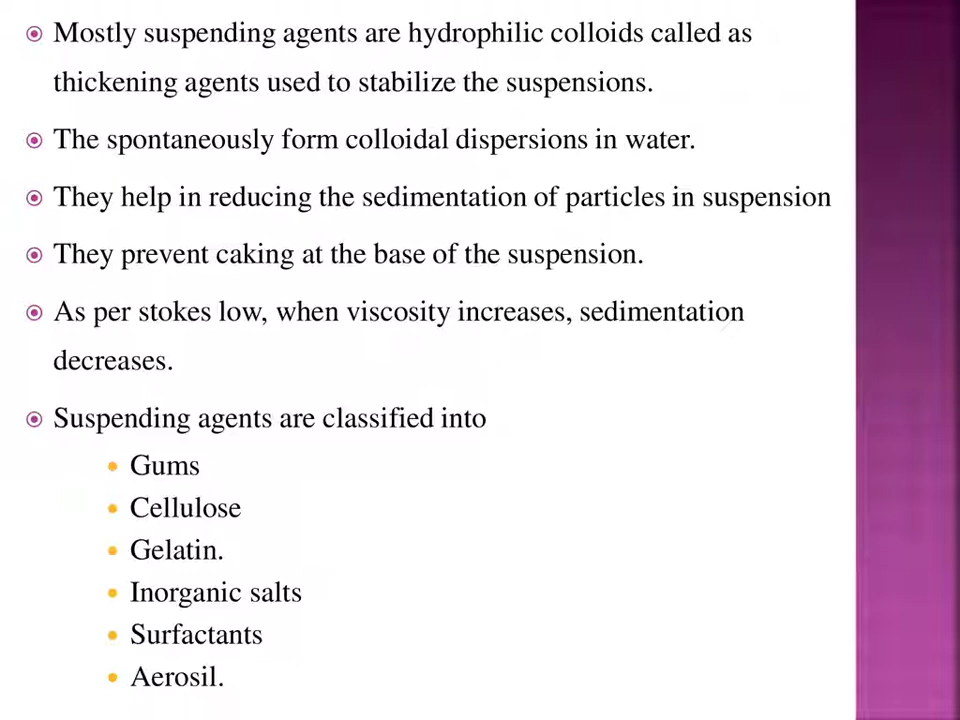 Mostly suspending agents are hydrophilic colloids called as
thickening agents used to stabilize the suspensions.
The spontaneously form colloidal dispersions in water.
They help in reducing the sedimentation of particles in suspension
They prevent caking at the base of the suspension.
As per stokes low, when viscosity increases, sedimentation
decreases.
Suspending agents are classified into
Gums
Cellulose
Gelatin.
Inorganic salts
Surfactants
Aerosil.